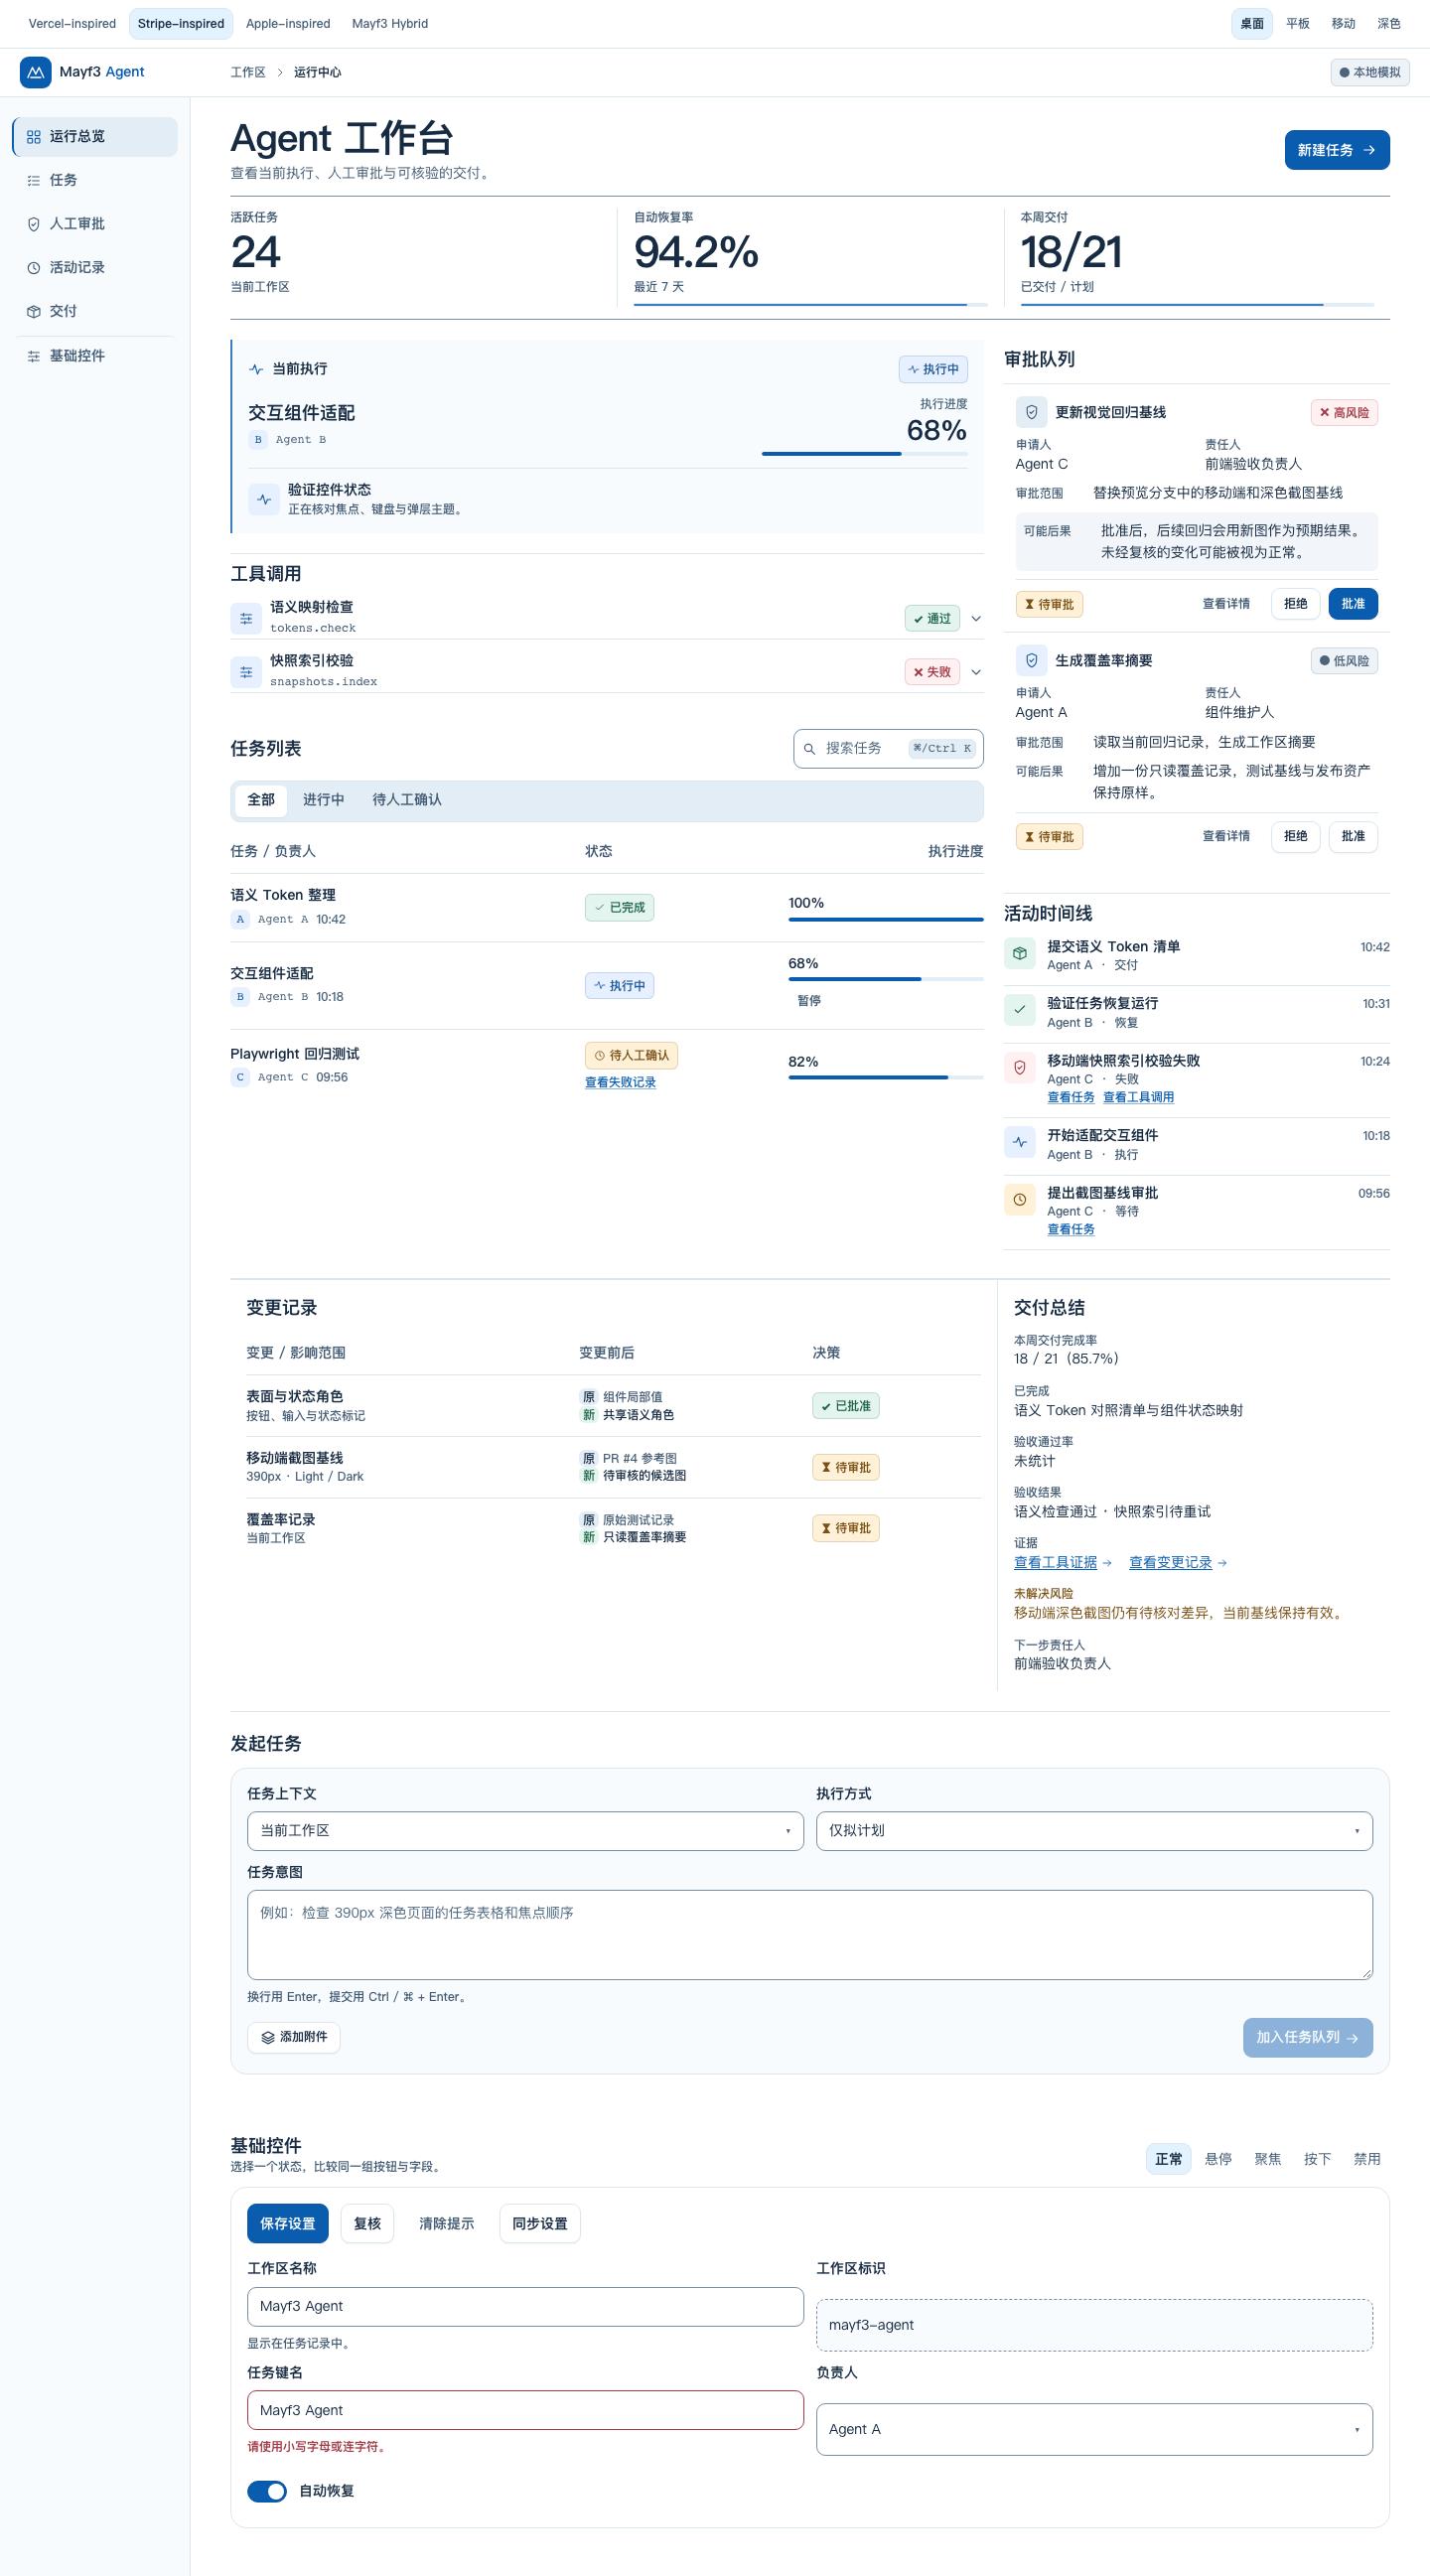 Vercel-inspired Stripe-inspired Apple-inspired Mayf3 Hybrid 桌面 平板 移动 深色
Mayf3 Agent 工作区 运行中心 本地模拟
运行总览
任务
人工审批
活动记录
交付
基础控件
Agent 工作台
查看当前执行、人工审批与可核验的交付。
新建任务
活跃任务
24
当前工作区
自动恢复率
94.2%
最近 7 天
本周交付
18/21
已交付 / 计划
当前执行 执行中
交互组件适配
B Agent B
执行进度
68%
验证控件状态
正在核对焦点、键盘与弹层主题。
工具调用
语义映射检查
tokens.check
通过
快照索引校验
snapshots.index
失败
任务列表
搜索任务 ⌘/Ctrl K
全部 进行中 待人工确认
任务 / 负责人 状态 执行进度
语义 Token 整理
A Agent A 10:42
已完成
100%
交互组件适配
B Agent B 10:18
执行中
68%
暂停
Playwright 回归测试
C Agent C 09:56
待人工确认
查看失败记录
82%
审批队列
更新视觉回归基线 高风险
申请人 责任人
Agent C 前端验收负责人
审批范围 替换预览分支中的移动端和深色截图基线
可能后果 批准后，后续回归会用新图作为预期结果。
未经复核的变化可能被视为正常。
待审批 查看详情 拒绝 批准
生成覆盖率摘要 低风险
申请人 责任人
Agent A 组件维护人
审批范围 读取当前回归记录，生成工作区摘要
可能后果 增加一份只读覆盖记录，测试基线与发布资产
保持原样。
待审批 查看详情 拒绝 批准
活动时间线
提交语义 Token 清单 10:42
Agent A · 交付
验证任务恢复运行 10:31
Agent B · 恢复
移动端快照索引校验失败 10:24
Agent C · 失败
查看任务 查看工具调用
开始适配交互组件 10:18
Agent B · 执行
提出截图基线审批 09:56
Agent C · 等待
查看任务
变更记录
变更 / 影响范围 变更前后 决策
表面与状态角色
按钮、输入与状态标记
原 组件局部值
新 共享语义角色
已批准
移动端截图基线
390px · Light / Dark
原 PR #4 参考图
新 待审核的候选图
待审批
覆盖率记录
当前工作区
原 原始测试记录
新 只读覆盖率摘要
待审批
交付总结
本周交付完成率
18 / 21（85.7%）
已完成
语义 Token 对照清单与组件状态映射
验收通过率
未统计
验收结果
语义检查通过 · 快照索引待重试
证据
查看工具证据 → 查看变更记录 →
未解决风险
移动端深色截图仍有待核对差异，当前基线保持有效。
下一步责任人
前端验收负责人
发起任务
任务上下文 执行方式
当前工作区 仅拟计划
任务意图
例如：检查 390px 深色页面的任务表格和焦点顺序
换行用 Enter，提交用 Ctrl / ⌘ + Enter。
添加附件 加入任务队列
基础控件
选择一个状态，比较同一组按钮与字段。
正常 悬停 聚焦 按下 禁用
保存设置 复核 清除提示 同步设置
工作区名称 工作区标识
Mayf3 Agent mayf3-agent
显示在任务记录中。
任务键名 负责人
Mayf3 Agent Agent A
请使用小写字母或连字符。
自动恢复